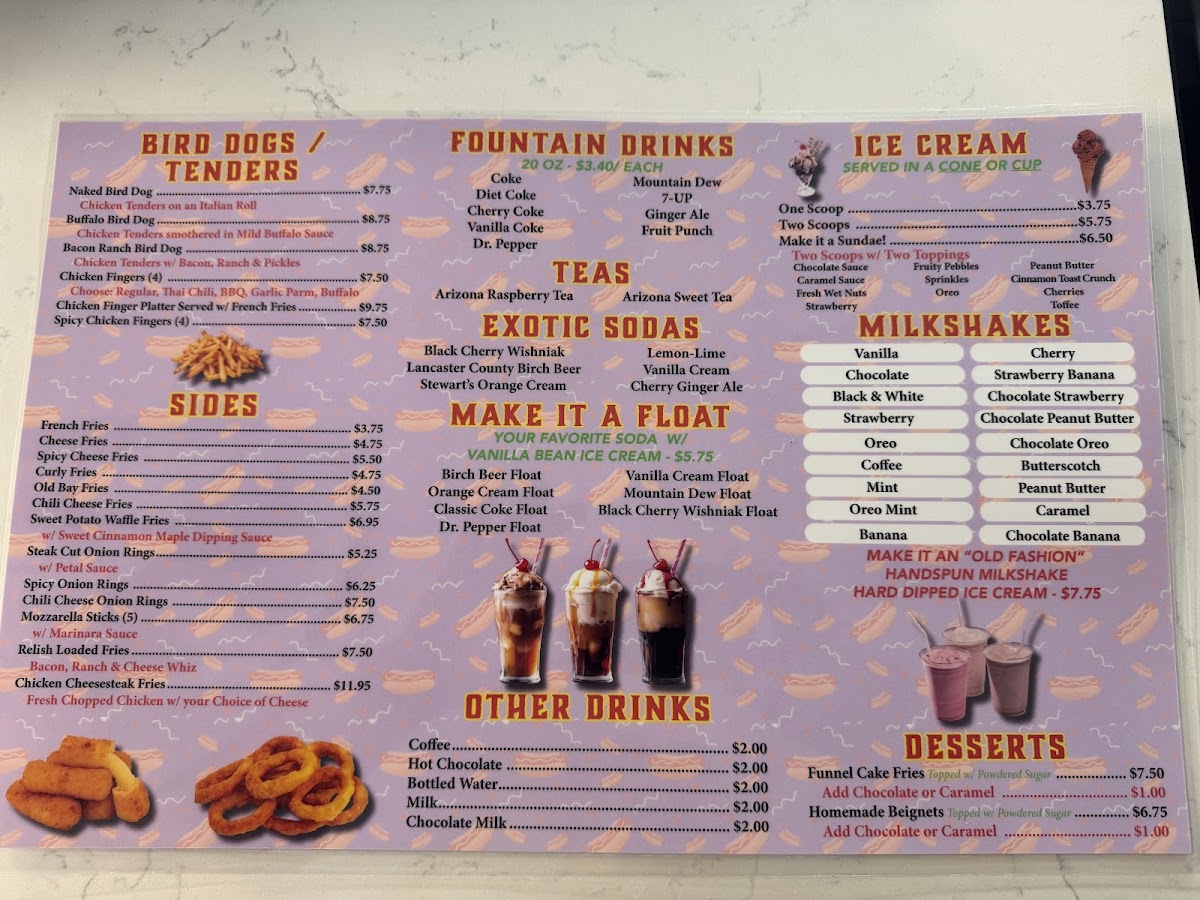 BIRD DOGS /
TENDERS
Naked Bird Dog $7.75
Chicken Tenders on an Italian Roll
Buffalo Bird Dog $8.75
Chicken Tenders smothered in Mild Buffalo Sauce
Bacon Ranch Bird Dog $8.75
Chicken Tenders w/ Bacon, Ranch & Pickles
Chicken Fingers (4) $7.50
Choose: Regular, Thai Chili, BBQ, Garlic Parm, Buffalo
Chicken Finger Platter Served w/ French Fries $9.75
Spicy Chicken Fingers (4) $7.50
SIDES
French Fries $3.75
Cheese Fries $4.75
Spicy Cheese Fries $5.50
Curly Fries $4.75
Old Bay Fries $4.50
Chili Cheese Fries $5.75
Sweet Potato Waffle Fries $6.95
w/ Sweet Cinnamon Maple Dipping Sauce
Steak Cut Onion Rings $5.25
w/ Petal Sauce
Spicy Onion Rings $6.25
Chili Cheese Onion Rings $7.50
Mozzarella Sticks (5) $6.75
w/ Marinara Sauce
Relish Loaded Fries $7.50
Bacon, Ranch & Cheese Whiz
Chicken Cheesesteak Fries $11.95
Fresh Chopped Chicken w/ your Choice of Cheese
FOUNTAIN DRINKS
20 OZ - $3.40/ EACH
Coke
Diet Coke
Cherry Coke
Vanilla Coke
Dr. Pepper
Mountain Dew
7-UP
Ginger Ale
Fruit Punch
TEAS
Arizona Raspberry Tea
Arizona Sweet Tea
EXOTIC SODAS
Black Cherry Wishniak
Lancaster County Birch Beer
Stewart's Orange Cream
Lemon-Lime
Vanilla Cream
Cherry Ginger Ale
MAKE IT A FLOAT
YOUR FAVORITE SODA W/
VANILLA BEAN ICE CREAM - $5.75
Birch Beer Float
Orange Cream Float
Classic Coke Float
Dr. Pepper Float
Vanilla Cream Float
Mountain Dew Float
Black Cherry Wishniak Float
OTHER DRINKS
Coffee $2.00
Hot Chocolate $2.00
Bottled Water $2.00
Milk $2.00
Chocolate Milk $2.00
ICE CREAM
SERVED IN A CONE OR CUP
One Scoop $3.75
Two Scoops $5.75
Make it a Sundae! $6.50
Two Scoops w/ Two Toppings
Chocolate Sauce
Caramel Sauce
Fresh Wet Nuts
Strawberry
Fruity Pebbles
Sprinkles
Oreo
Peanut Butter
Cinnamon Toast Crunch
Cherries
Toffee
MILKSHAKES
Vanilla
Chocolate
Black & White
Strawberry
Oreo
Coffee
Mint
Oreo Mint
Banana
Cherry
Strawberry Banana
Chocolate Strawberry
Chocolate Peanut Butter
Chocolate Oreo
Butterscotch
Peanut Butter
Caramel
Chocolate Banana
MAKE IT AN "OLD FASHION"
HANDSPUN MILKSHAKE
HARD DIPPED ICE CREAM - $7.75
DESSERTS
Funnel Cake Fries Topped w/ Powdered Sugar $7.50
Add Chocolate or Caramel $1.00
Homemade Beignets Topped w/ Powdered Sugar $6.75
Add Chocolate or Caramel $1.00